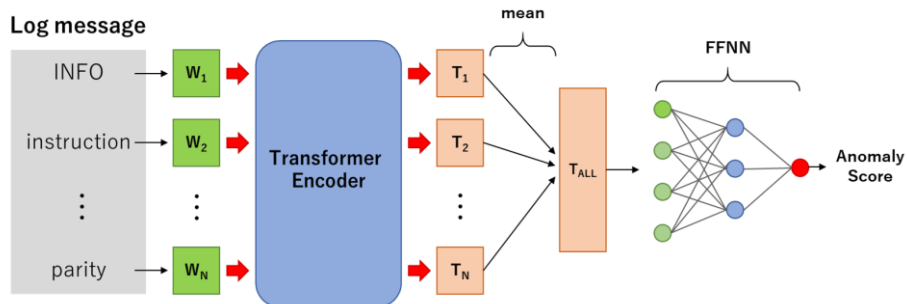 Log message
mean
FFNN
INFO
W1
T1
instruction
W2
Transformer
Encoder
T2
TALL
Anomaly
Score
parity
WN
TN